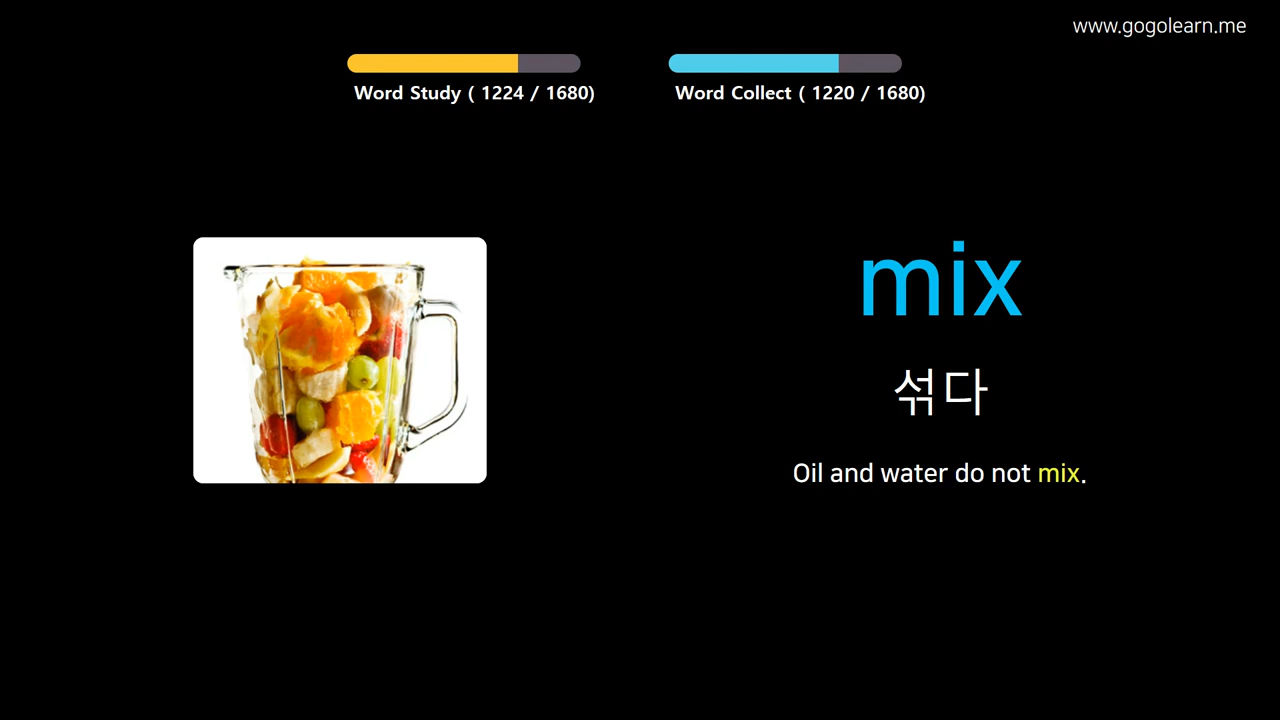 www.gogolearn.me
Word Study ( 1224 / 1680)
Word Collect ( 1220 / 1680)
mix
섞다
Oil and water do not mix.